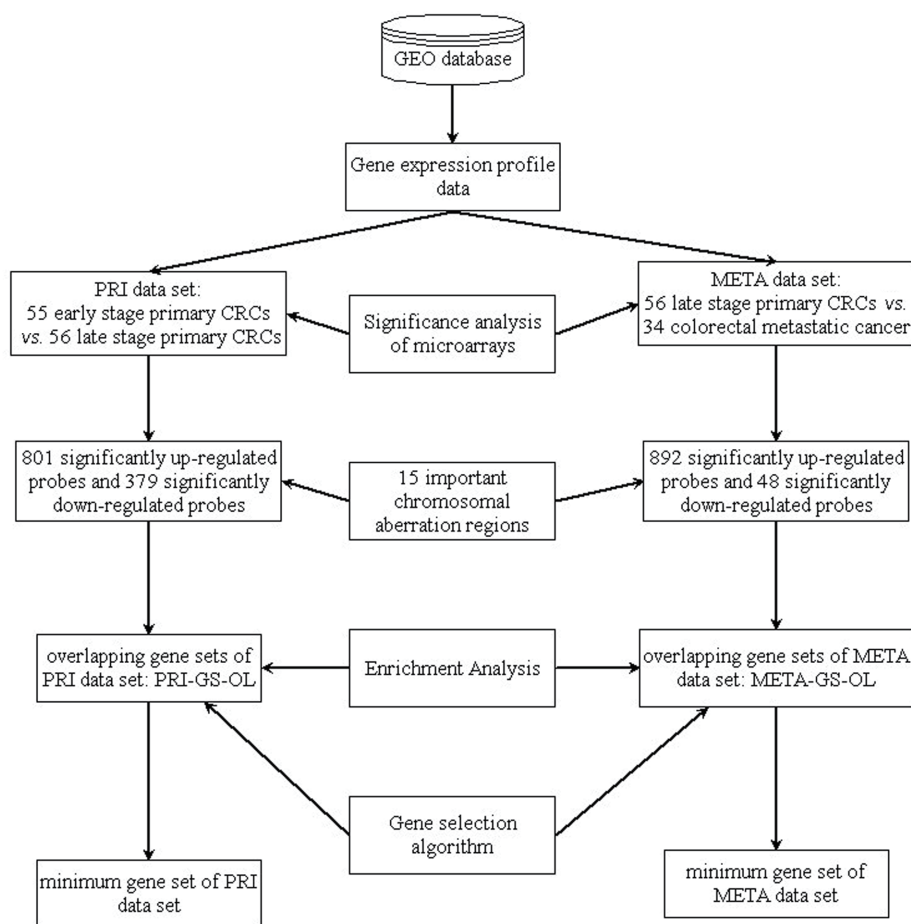 GEO database
Gene expression profile
data
PRI data set:
55 early stage primary CRCs
vs. 56 late stage primary CRCs
Significance analysis
of microarrays
META data set:
56 late stage primary CRCs vs.
34 colorectal metastatic cancer
801 significantly up-regulated
probes and 379 significantly
down-regulated probes
15 important
chromosomal
aberration regions
892 significantly up-regulated
probes and 48 significantly
down-regulated probes
overlapping gene sets of
PRI data set: PRI-GS-OL
Enrichment Analysis
overlapping gene sets of META
data set: META-GS-OL
Gene selection
algorithm
minimum gene set of PRI
data set
minimum gene set of
META data set